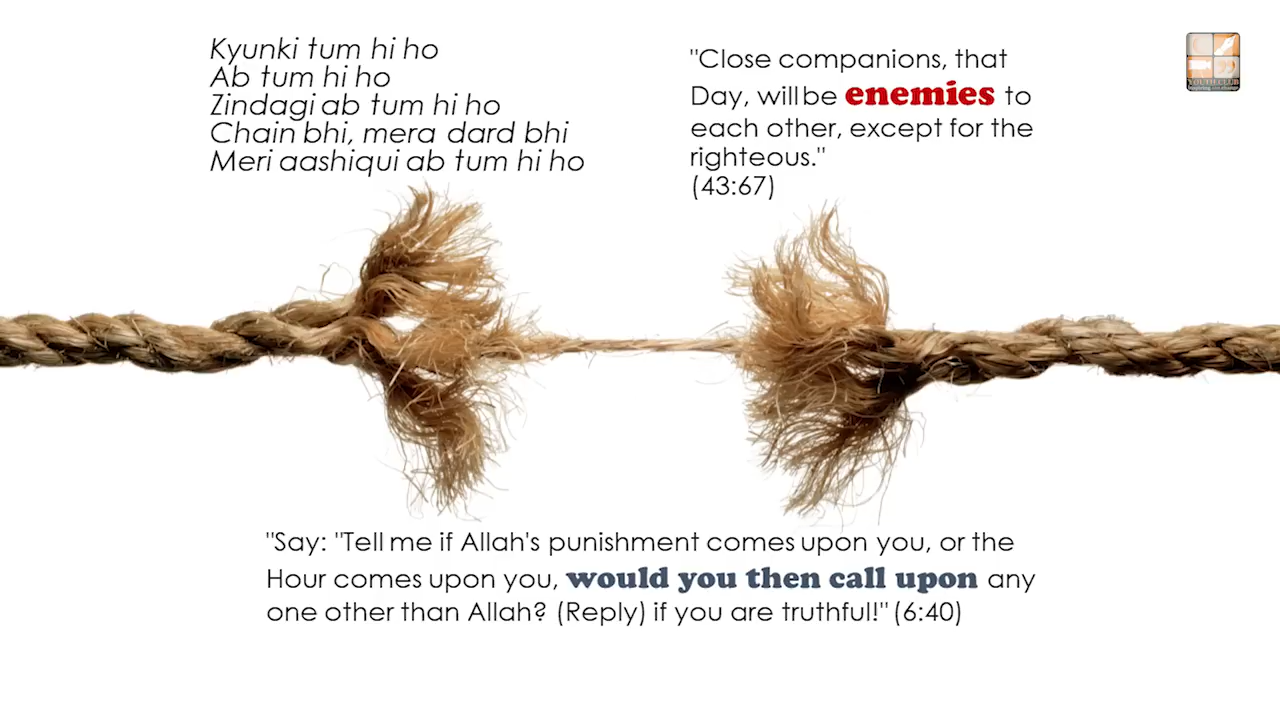 Kyunki tum hi ho
Ab tum hi ho
Zindagi ab tum hi ho
Chain bhi, mera dard bhi
Meri aashiqui ab tum hi ho
"Close companions, that
Day, will be enemies to
each other, except for the
righteous."
(43:67)
YOUTH CLUB
"Say: "Tell me if Allah's punishment comes upon you, or the
Hour comes upon you, would you then call upon any
one other than Allah? (Reply) if you are truthful!" (6:40)